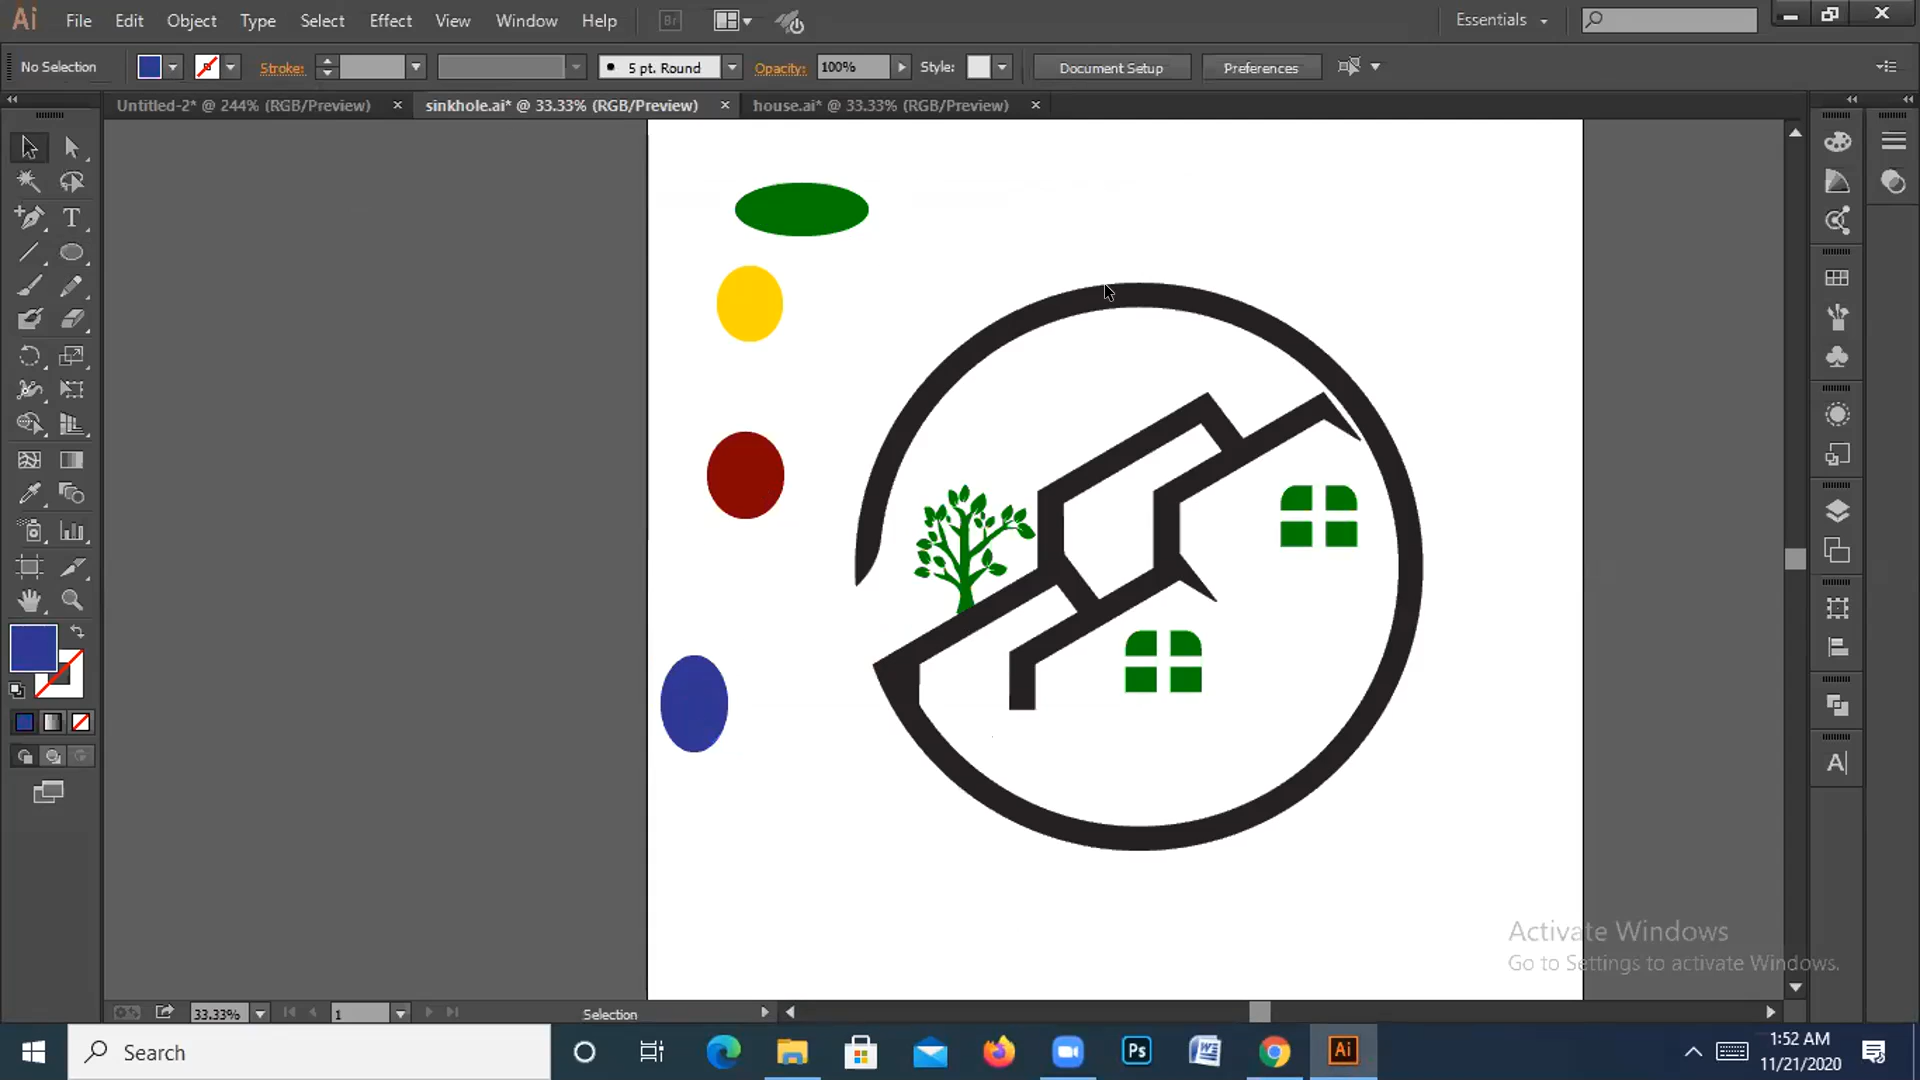 Ai File Edit Object Type Select Effect View Window Help Br Essentials
No Selection Stroke: 5 pt. Round Opacity: 100% Style: Document Setup Preferences
Untitled-2* @ 244% (RGB/Preview) sinkhole.ai* @ 33.33% (RGB/Preview) house.ai* @ 33.33% (RGB/Preview)
Activate Windows
Go to Settings to activate Windows.
33.33% 1 Selection
Search Ps Ai 1:52 AM
11/21/2020